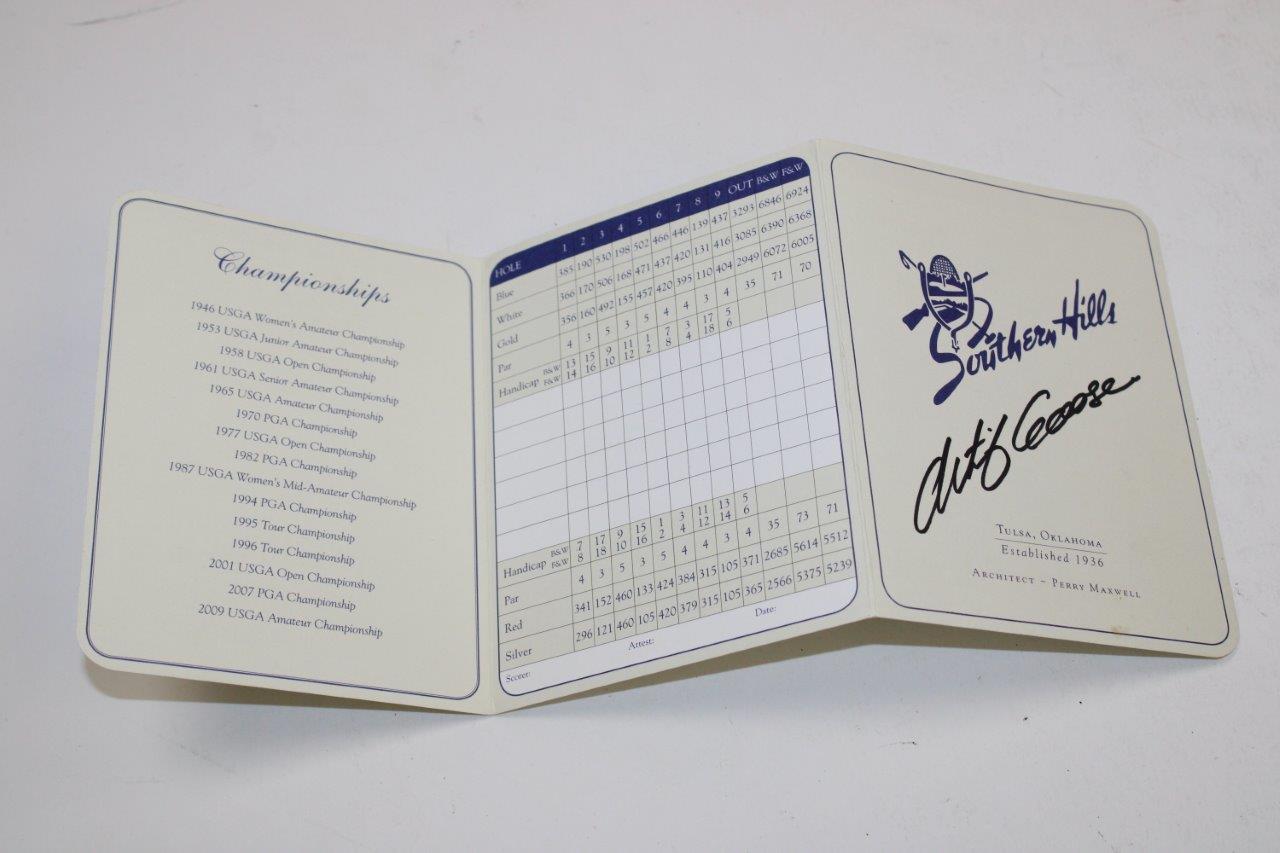 Championships
1946 USGA Women's Amateur Championship
1953 USGA Junior Amateur Championship
1958 USGA Open Championship
1961 USGA Senior Amateur Championship
1965 USGA Amateur Championship
1970 PGA Championship
1977 USGA Open Championship
1982 PGA Championship
1987 USGA Women's Mid-Amateur Championship
1994 PGA Championship
1995 Tour Championship
1996 Tour Championship
2001 USGA Open Championship
2007 PGA Championship
2009 USGA Amateur Championship
HOLE 1 2 3 4 5 6 7 8 9 OUT B&W F&W
Blue 385 190 530 198 502 466 446 139 437 3293 6846 6924
White 366 170 506 168 471 437 420 131 416 3085 6390 6368
Gold 356 160 492 155 457 420 395 110 404 2949 6072 6005
Par 4 3 5 3 5 4 4 3 4 35 71 70
Handicap B&W 13 15 9 11 1 7 3 17 5
F&W 14 16 10 12 2 8 4 18 6
Handicap B&W 7 17 9 15 1 3 11 13 5
F&W 8 18 10 16 2 4 12 14 6
Par 4 3 5 3 5 4 4 3 4 35 73 71
Red 341 152 460 133 424 384 315 105 371 2685 5614 5512
Silver 296 121 460 105 420 379 315 105 365 2566 5375 5239
Scorer: Attest: Date:
Southern Hills
Goose
Tulsa, Oklahoma
Established 1936
Architect - Perry Maxwell